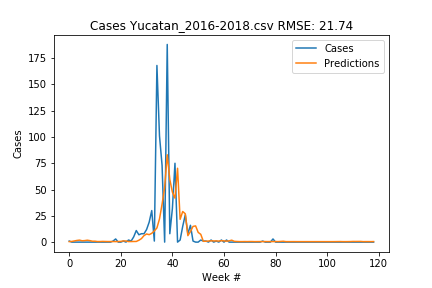 Cases Yucatan_2016-2018.csv RMSE: 21.74
Cases
Predictions
175
150
125
100
75
50
25
0
Cases
0 20 40 60 80 100 120
Week #